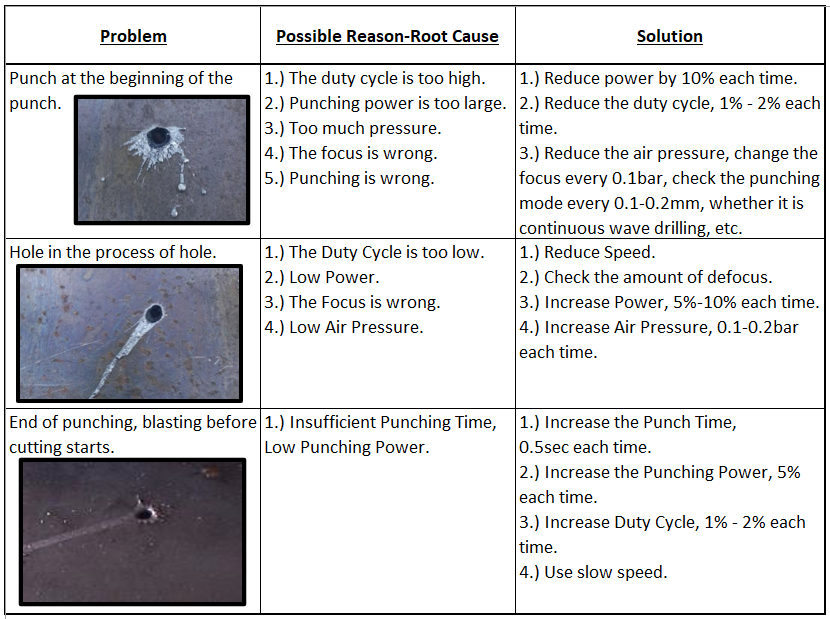 Problem
Possible Reason-Root Cause
Solution
Punch at the beginning of the
punch.
1.) The duty cycle is too high.
2.) Punching power is too large.
3.) Too much pressure.
4.) The focus is wrong.
5.) Punching is wrong.
1.) Reduce power by 10% each time.
2.) Reduce the duty cycle, 1% - 2% each
time.
3.) Reduce the air pressure, change the
focus every 0.1bar, check the punching
mode every 0.1-0.2mm, whether it is
continuous wave drilling, etc.
Hole in the process of hole.
1.) The Duty Cycle is too low.
2.) Low Power.
3.) The Focus is wrong.
4.) Low Air Pressure.
1.) Reduce Speed.
2.) Check the amount of defocus.
3.) Increase Power, 5%-10% each time.
4.) Increase Air Pressure, 0.1-0.2bar
each time.
End of punching, blasting before
cutting starts.
1.) Insufficient Punching Time,
Low Punching Power.
1.) Increase the Punch Time,
0.5sec each time.
2.) Increase the Punching Power, 5%
each time.
3.) Increase Duty Cycle, 1% - 2% each
time.
4.) Use slow speed.